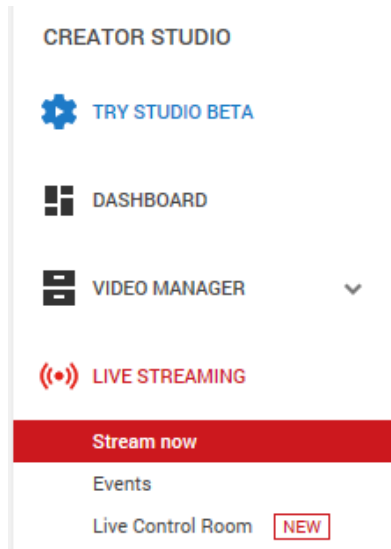 CREATOR STUDIO
TRY STUDIO BETA
DASHBOARD
VIDEO MANAGER
LIVE STREAMING
Stream now
Events
Live Control Room NEW